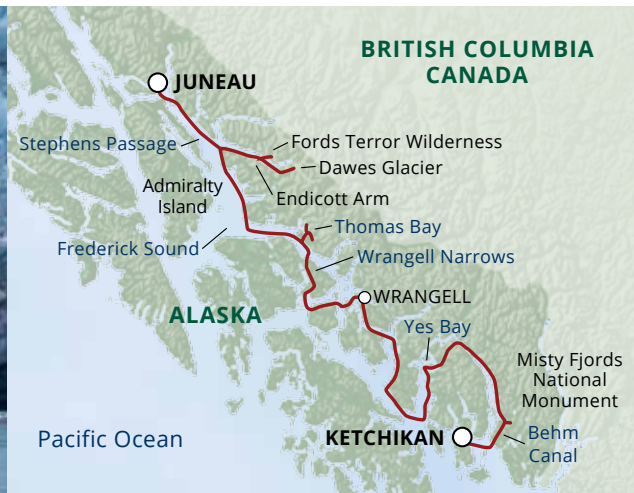 BRITISH COLUMBIA
CANADA
JUNEAU
Stephens Passage
Fords Terror Wilderness
Dawes Glacier
Admiralty
Island
Endicott Arm
Thomas Bay
Frederick Sound
Wrangell Narrows
WRANGELL
ALASKA
Yes Bay
Misty Fjords
National
Monument
Pacific Ocean
KETCHIKAN
Behm
Canal